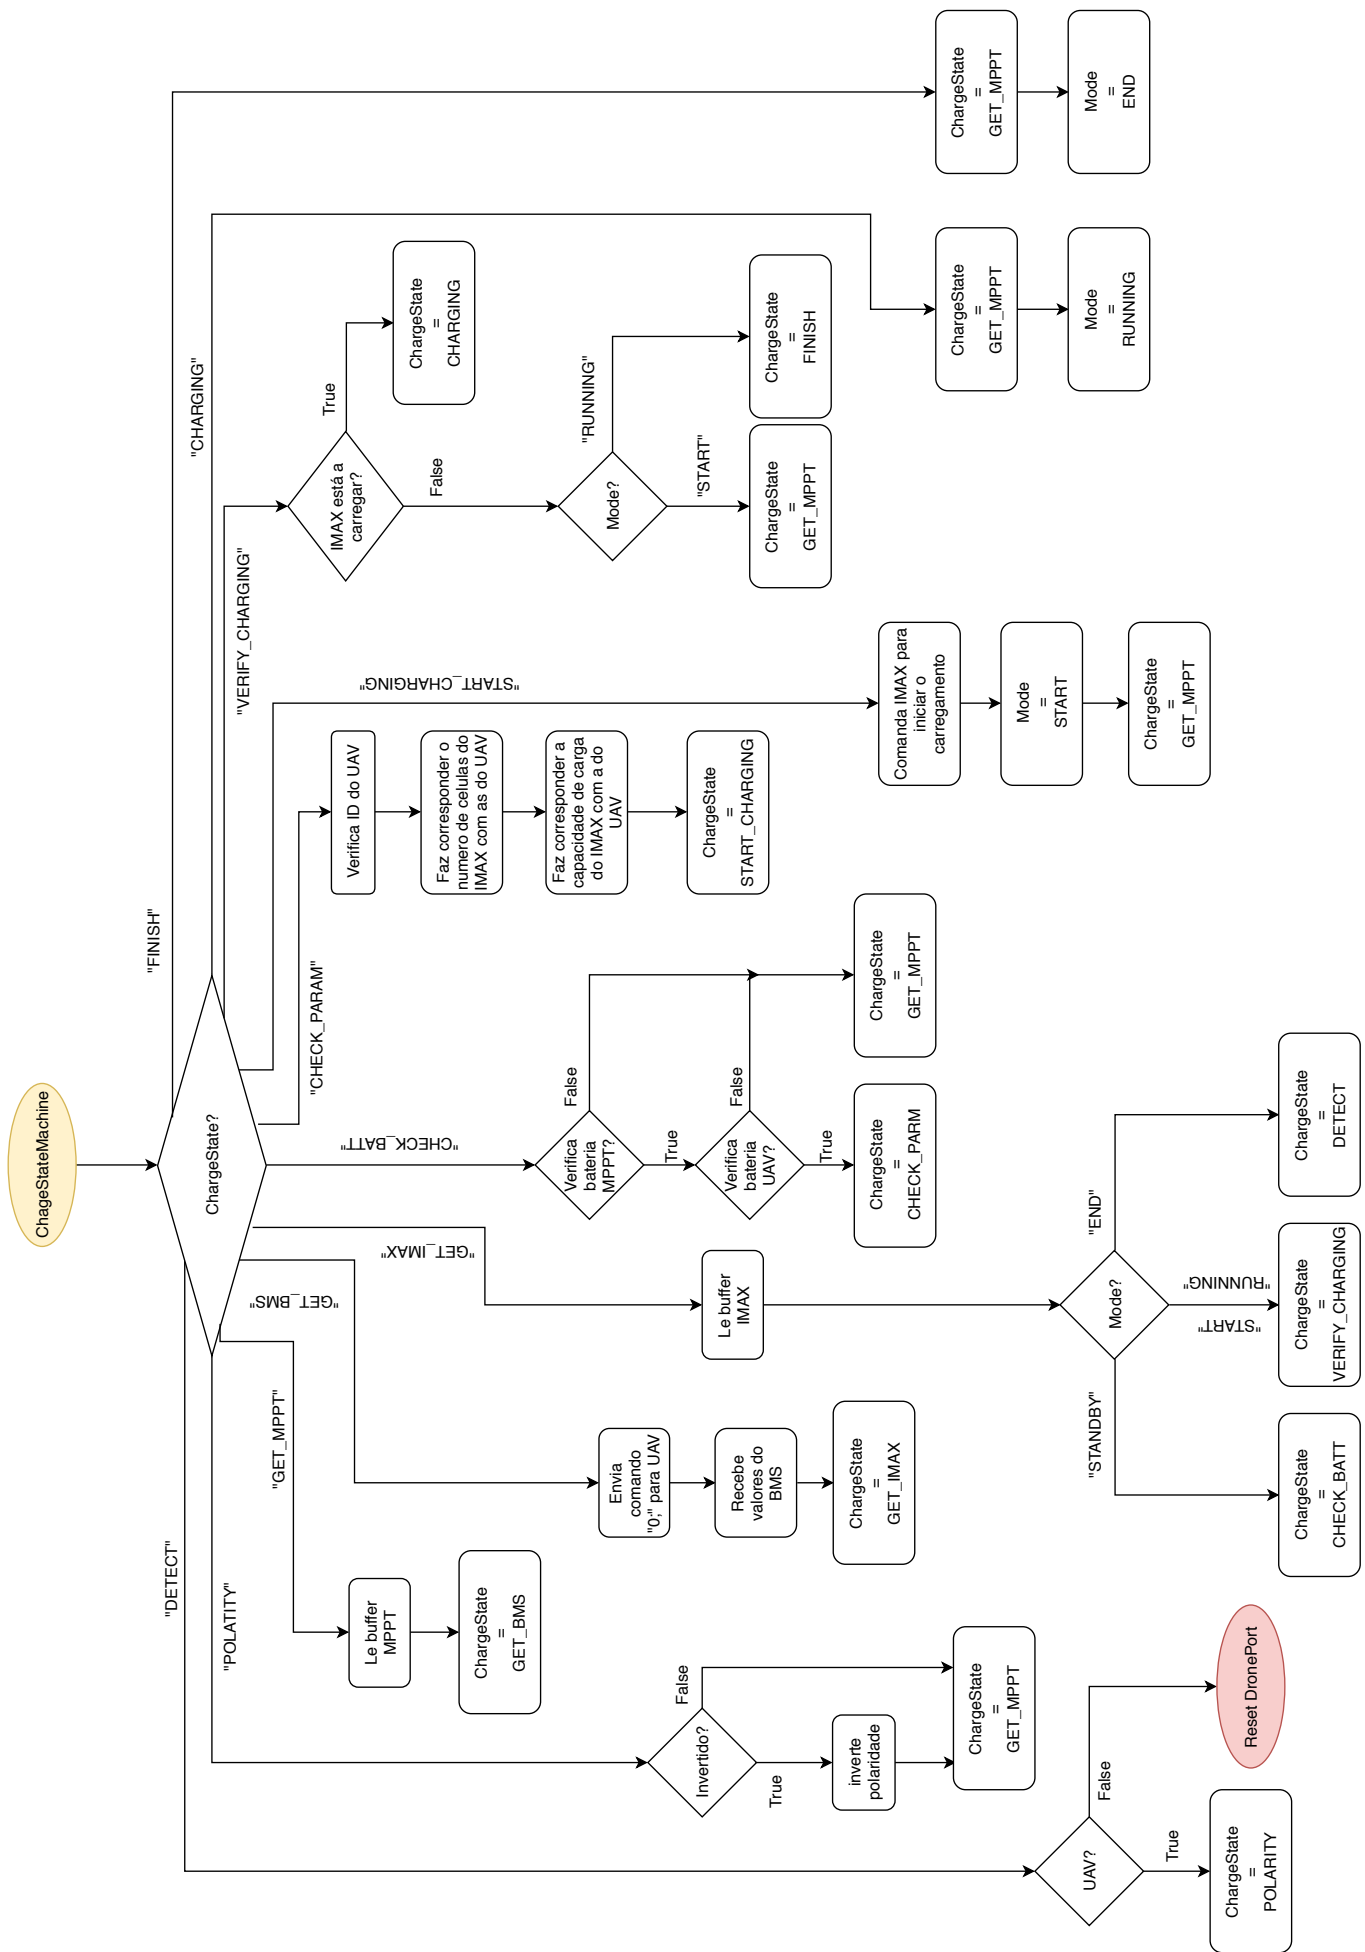 ChageStateMachine
ChargeState?
"DETECT"
"POLATITY"
"GET_MPPT"
"GET_BMS"
"GET_IMAX"
"CHECK_BATT"
"CHECK_PARAM"
"START_CHARGING"
"VERIFY_CHARGING"
"CHARGING"
"FINISH"
UAV?
True
False
ChargeState
=
POLARITY
Reset DronePort
Invertido?
True
False
inverte
polaridade
ChargeState
=
GET_MPPT
Le buffer
MPPT
ChargeState
=
GET_BMS
Envia
comando
"0;" para UAV
Recebe
valores do
BMS
ChargeState
=
GET_IMAX
Le buffer
IMAX
Mode?
"STANDBY"
"START"
"RUNNING"
"END"
ChargeState
=
CHECK_BATT
ChargeState
=
VERIFY_CHARGING
ChargeState
=
DETECT
Verifica
bateria
MPPT?
True
False
Verifica
bateria
UAV?
True
False
ChargeState
=
CHECK_PARM
ChargeState
=
GET_MPPT
Verifica ID do UAV
Faz corresponder o
numero de celulas do
IMAX com as do UAV
Faz corresponder a
capacidade de carga
do IMAX com a do
UAV
ChargeState
=
START_CHARGING
Comanda IMAX para
iniciar o
carregamento
Mode
=
START
ChargeState
=
GET_MPPT
IMAX está a
carregar?
True
False
ChargeState
=
CHARGING
Mode?
"START"
"RUNNING"
ChargeState
=
GET_MPPT
ChargeState
=
FINISH
ChargeState
=
GET_MPPT
Mode
=
RUNNING
ChargeState
=
GET_MPPT
Mode
=
END